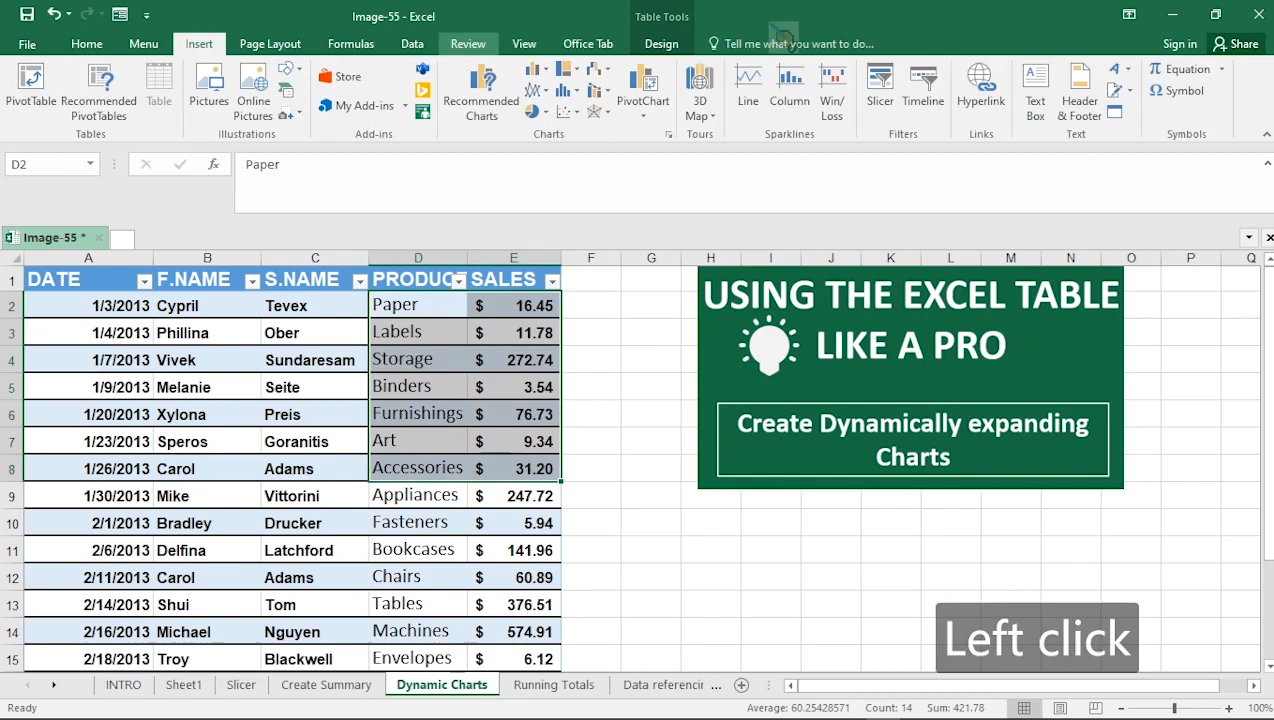 Image-55 - Excel
Table Tools
File Home Menu Insert Page Layout Formulas Data Review View Office Tab Design Tell me what you want to do... Sign in Share
PivotTable Recommended PivotTables Table Pictures Online Pictures Store My Add-ins Recommended Charts PivotChart 3D Map Line Column Win/Loss Slicer Timeline Hyperlink Text Box Header & Footer Equation Symbol
Tables Illustrations Add-ins Charts Tours Sparklines Filters Links Text Symbols
D2 fx Paper
Image-55 *
A B C D E F G H I J K L M N O P Q
1 DATE F.NAME S.NAME PRODUCT SALES
2 1/3/2013 Cypril Tevex Paper $ 16.45
3 1/4/2013 Phillina Ober Labels $ 11.78
4 1/7/2013 Vivek Sundaresam Storage $ 272.74
5 1/9/2013 Melanie Seite Binders $ 3.54
6 1/20/2013 Xylona Preis Furnishings $ 76.73
7 1/23/2013 Speros Goranitis Art $ 9.34
8 1/26/2013 Carol Adams Accessories $ 31.20
9 1/30/2013 Mike Vittorini Appliances $ 247.72
10 2/1/2013 Bradley Drucker Fasteners $ 5.94
11 2/6/2013 Delfina Latchford Bookcases $ 141.96
12 2/11/2013 Carol Adams Chairs $ 60.89
13 2/14/2013 Shui Tom Tables $ 376.51
14 2/16/2013 Michael Nguyen Machines $ 574.91
15 2/18/2013 Troy Blackwell Envelopes $ 6.12
USING THE EXCEL TABLE
LIKE A PRO
Create Dynamically expanding
Charts
Left click
INTRO Sheet1 Slicer Create Summary Dynamic Charts Running Totals Data referencin ...
Ready Average: 60.25428571 Count: 14 Sum: 421.78 100%